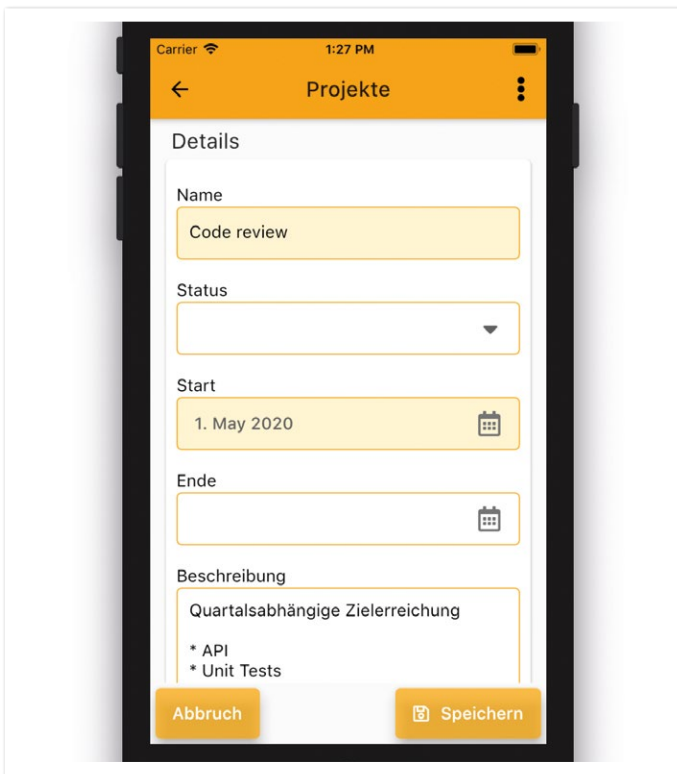 Carrier 1:27 PM
Projekte
Details
Name
Code review
Status
Start
1. May 2020
Ende
Beschreibung
Quartalsabhängige Zielerreichung
* API
* Unit Tests
Abbruch Speichern